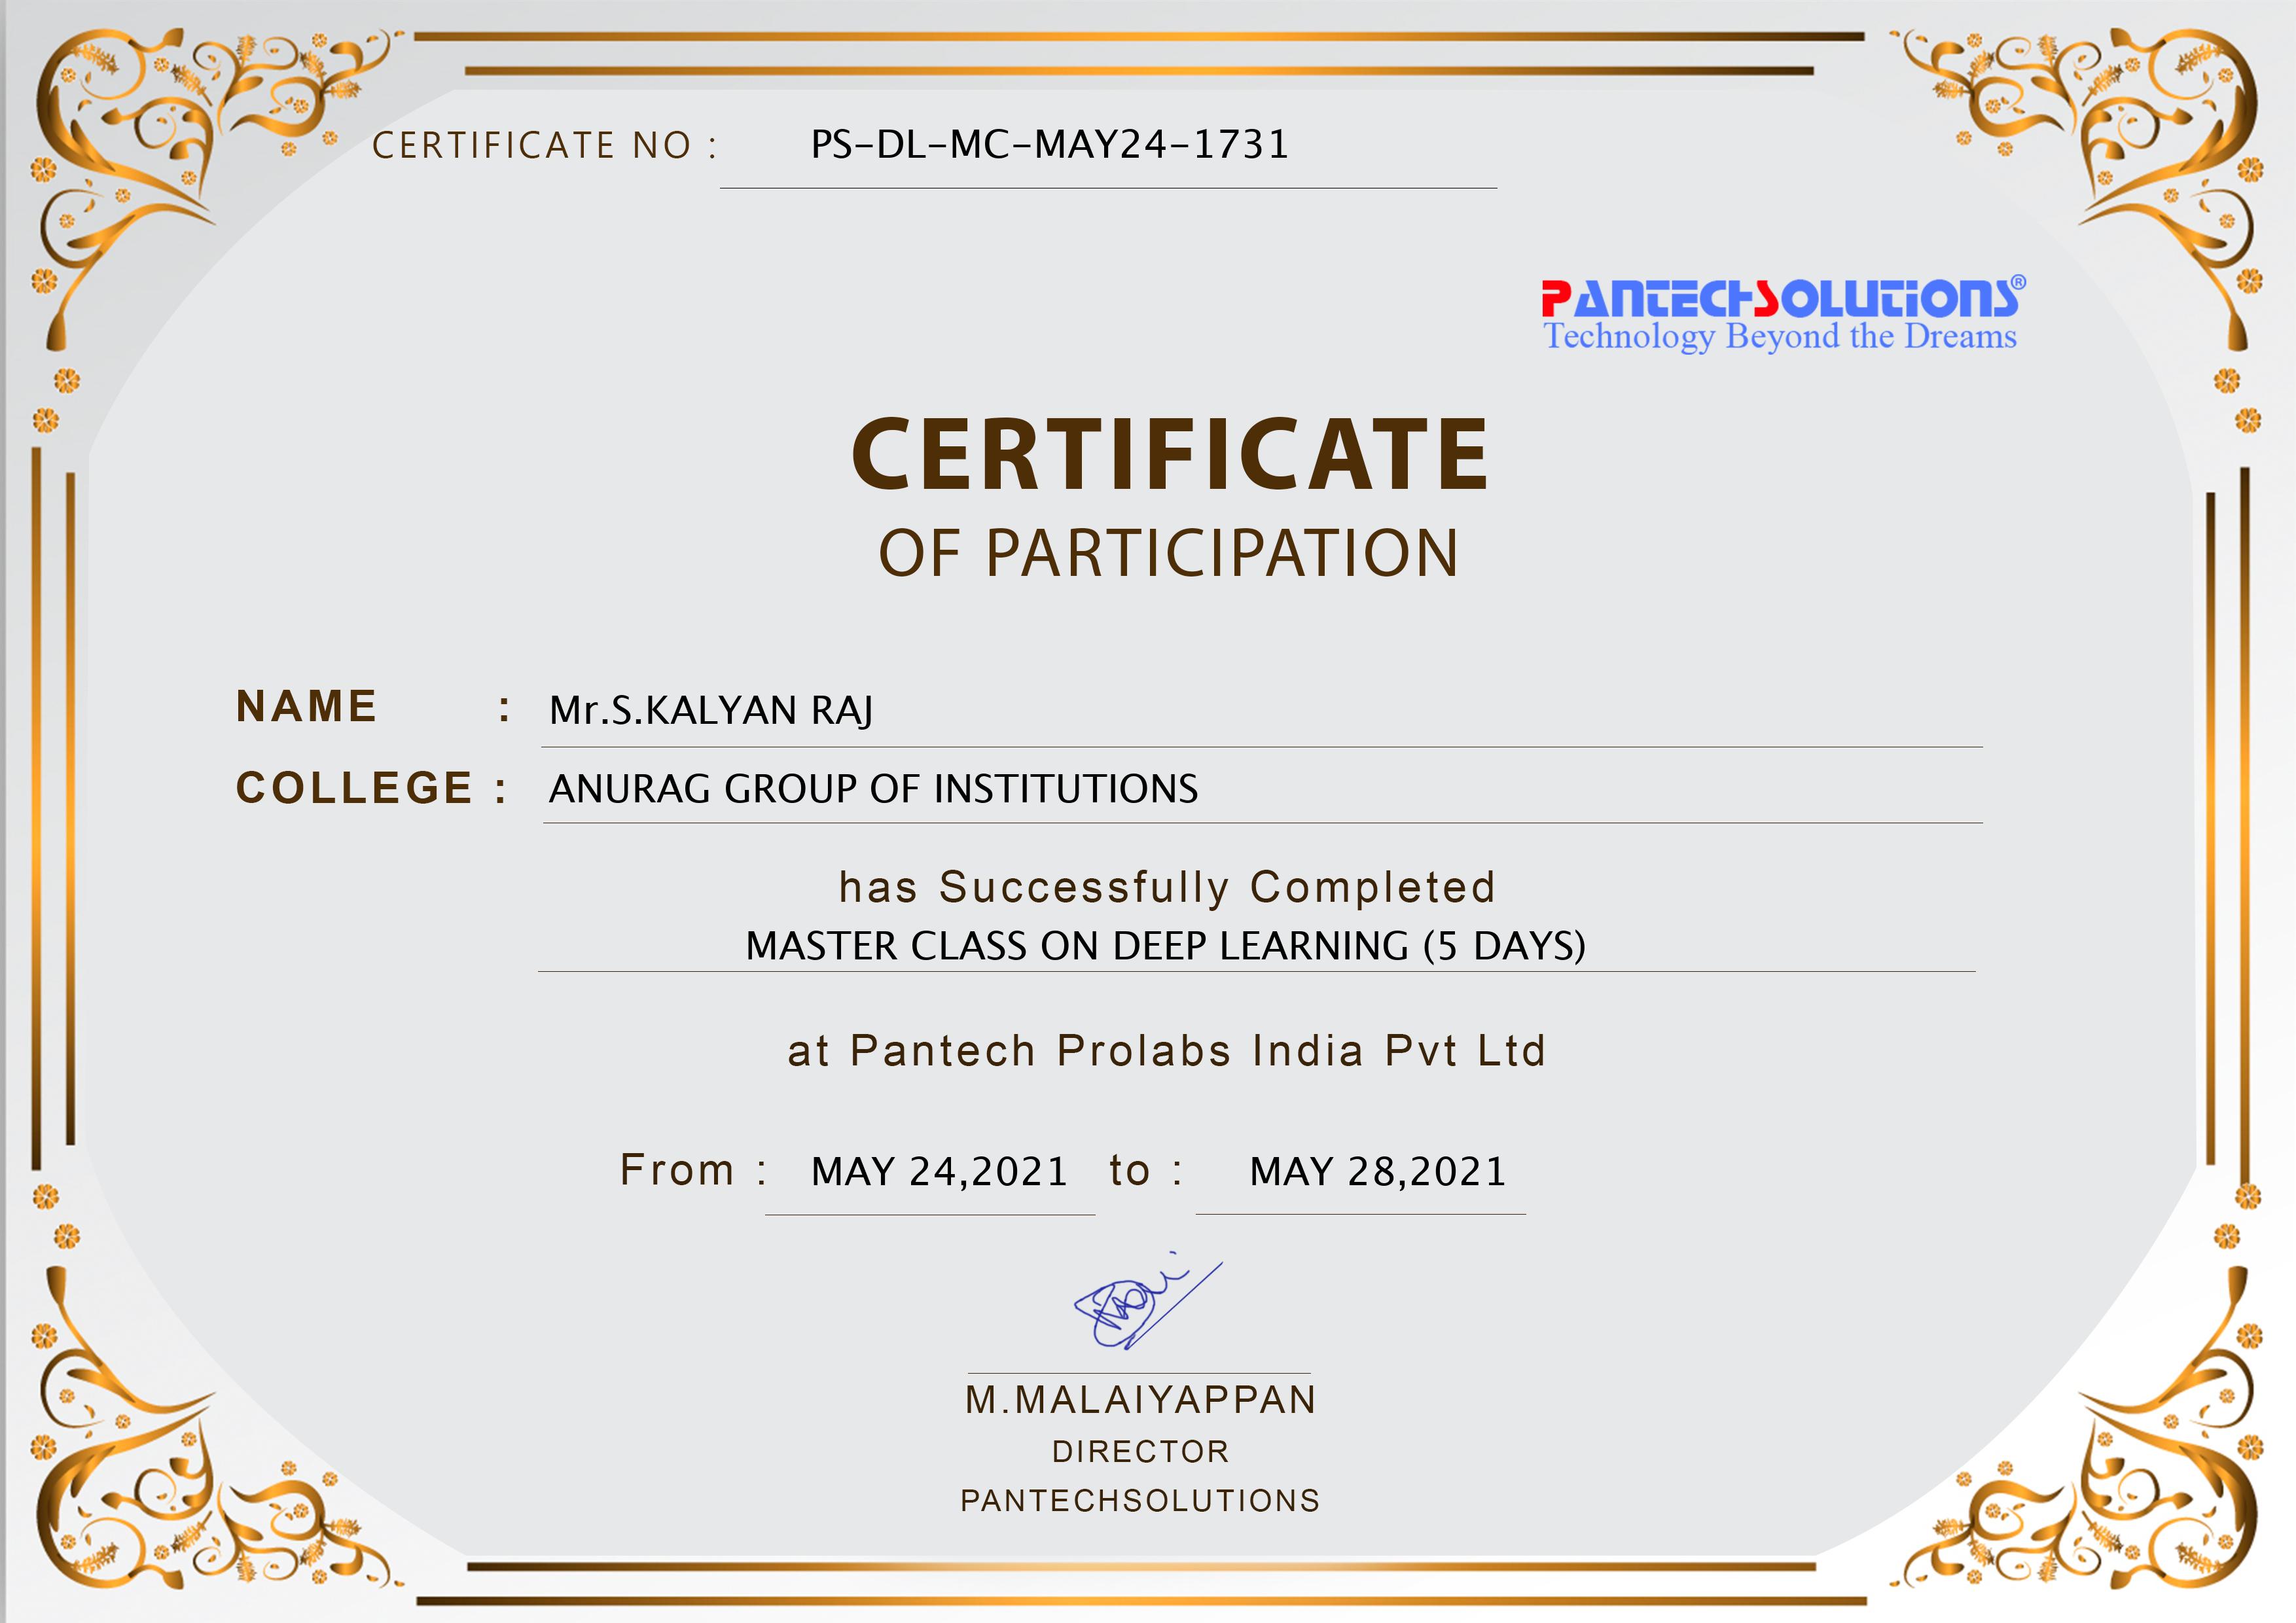 CERTIFICATE NO : PS-DL-MC-MAY24-1731
PANTECHSOLUTIONS®
Technology Beyond the Dreams
CERTIFICATE
OF PARTICIPATION
NAME : Mr.S.KALYAN RAJ
COLLEGE : ANURAG GROUP OF INSTITUTIONS
has Successfully Completed
MASTER CLASS ON DEEP LEARNING (5 DAYS)
at Pantech Prolabs India Pvt Ltd
From : MAY 24,2021 to : MAY 28,2021
M.MALAIYAPPAN
DIRECTOR
PANTECHSOLUTIONS